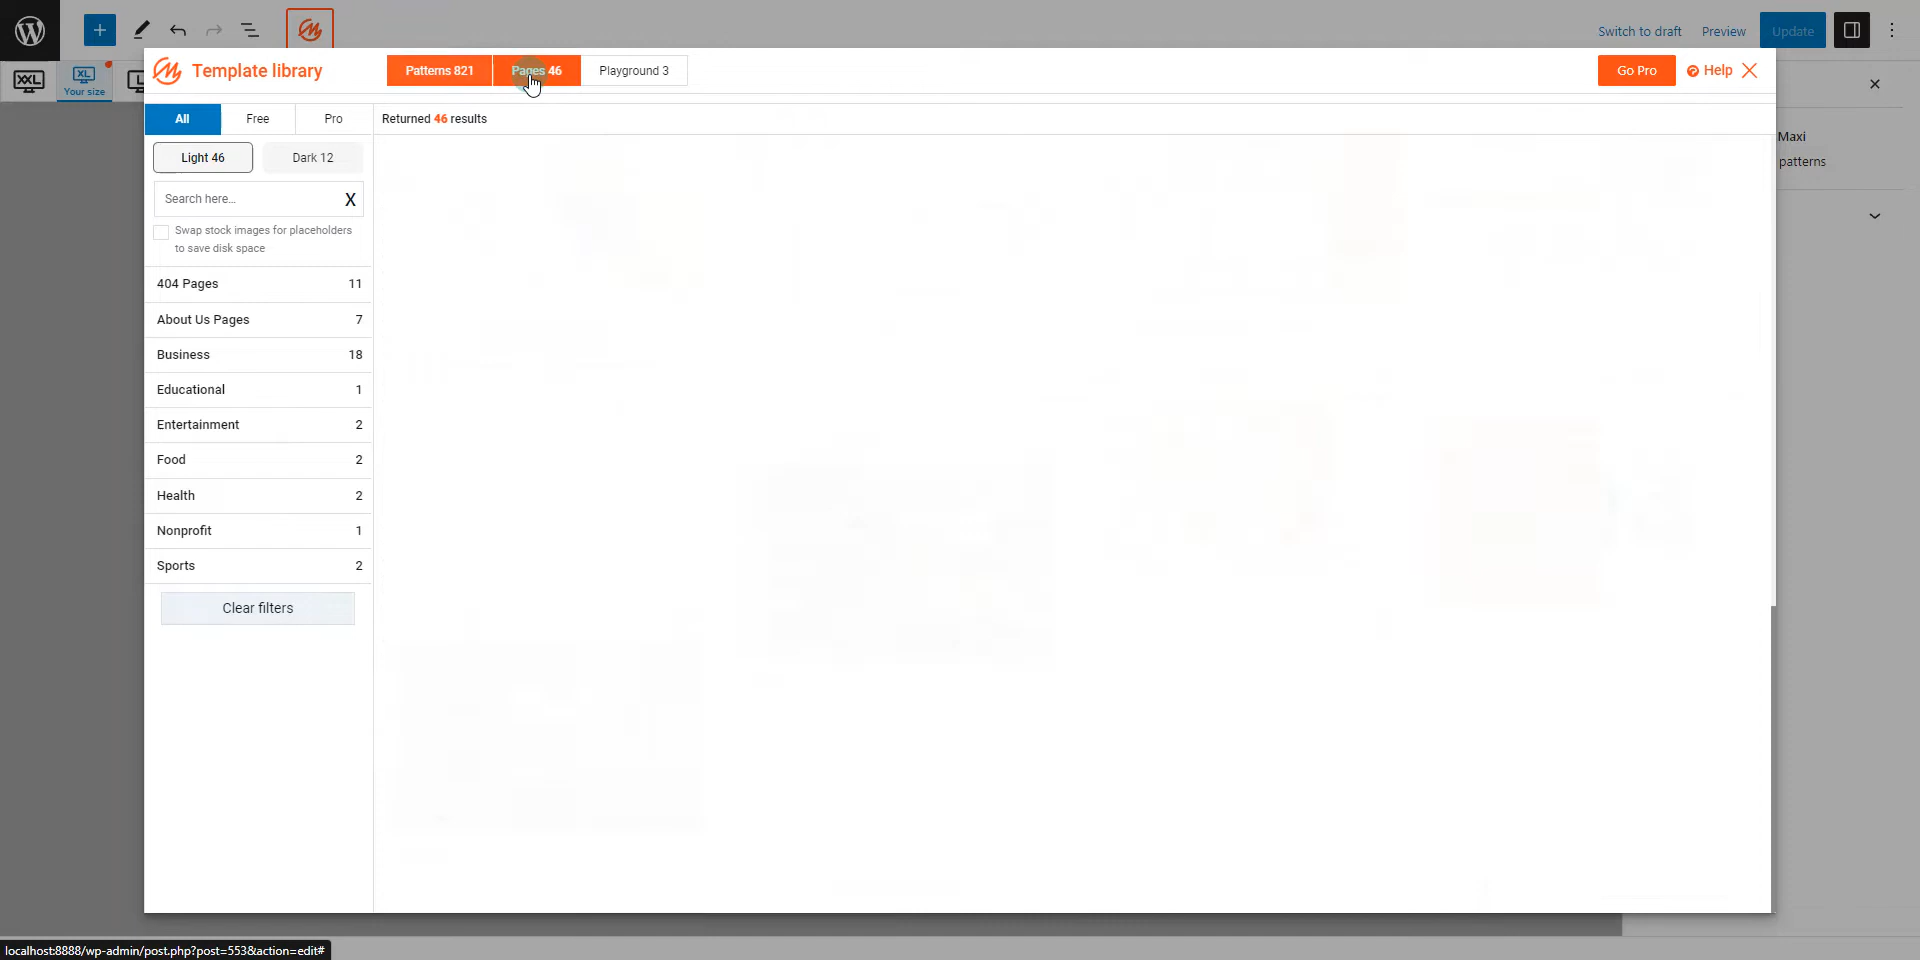 Switch to draft
Preview
Update
XXL
XL
Your size
L
Template library
Patterns 821
Pages 46
Playground 3
Go Pro
Help
All
Free
Pro
Returned 46 results
Light 46
Dark 12
Search here...
X
Swap stock images for placeholders
to save disk space
Maxi
patterns
404 Pages 11
About Us Pages 7
Business 18
Educational 1
Entertainment 2
Food 2
Health 2
Nonprofit 1
Sports 2
Clear filters
localhost:8888/wp-admin/post.php?post=553&action=edit#